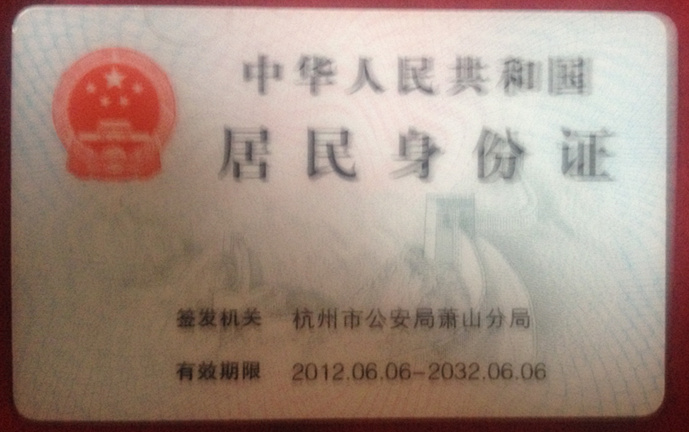 中华人民共和国
居民身份证
签发机关 杭州市公安局萧山分局
有效期限 2012.06.06-2032.06.06